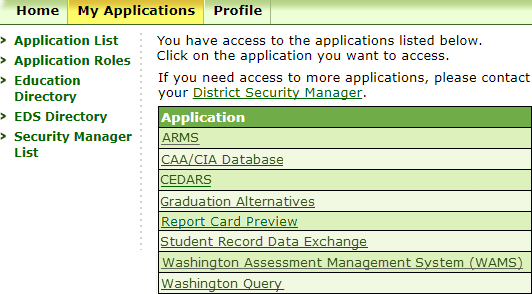 Home My Applications Profile
Application List
Application Roles
Education
Directory
EDS Directory
Security Manager
List
You have access to the applications listed below.
Click on the application you want to access.
If you need access to more applications, please contact
your District Security Manager.
Application
ARMS
CAA/CIA Database
CEDARS
Graduation Alternatives
Report Card Preview
Student Record Data Exchange
Washington Assessment Management System (WAMS)
Washington Query